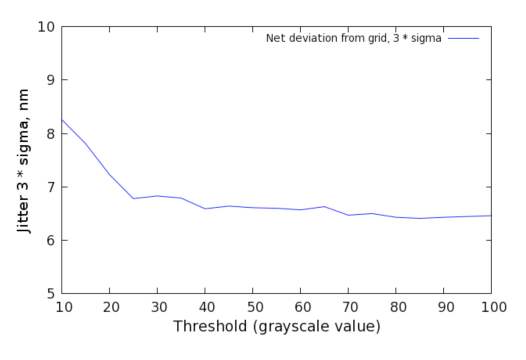 10
Net deviation from grid, 3 * sigma
9
8
7
6
5
Jitter 3 * sigma, nm
10 20 30 40 50 60 70 80 90 100
Threshold (grayscale value)